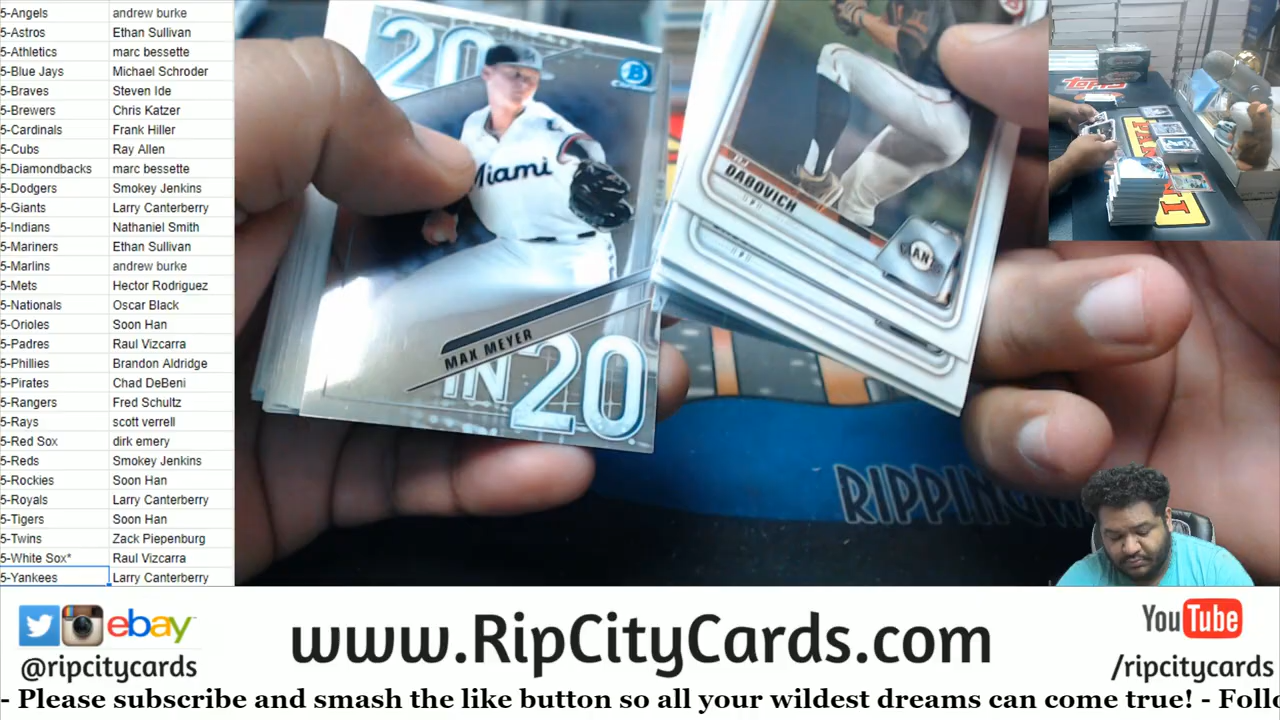 5-Angels andrew burke
5-Astros Ethan Sullivan
5-Athletics marc bessette
5-Blue Jays Michael Schroder
5-Braves Steven Ide
5-Brewers Chris Katzer
5-Cardinals Frank Hiller
5-Cubs Ray Allen
5-Diamondbacks marc bessette
5-Dodgers Smokey Jenkins
5-Giants Larry Canterberry
5-Indians Nathaniel Smith
5-Mariners Ethan Sullivan
5-Marlins andrew burke
5-Mets Hector Rodriguez
5-Nationals Oscar Black
5-Orioles Soon Han
5-Padres Raul Vizcarra
5-Phillies Brandon Aldridge
5-Pirates Chad DeBeni
5-Rangers Fred Schultz
5-Rays scott verrell
5-Red Sox dirk emery
5-Reds Smokey Jenkins
5-Rockies Soon Han
5-Royals Larry Canterberry
5-Tigers Soon Han
5-Twins Zack Piepenburg
5-White Sox* Raul Vizcarra
5-Yankees Larry Canterberry
20
B
Miami
MAX MEYER
IN 20
DABOVICH
Topps
PANINI
ebay
@ripcitycards
www.RipCityCards.com
YouTube
/ripcitycards
- Please subscribe and smash the like button so all your wildest dreams can come true! - Follo